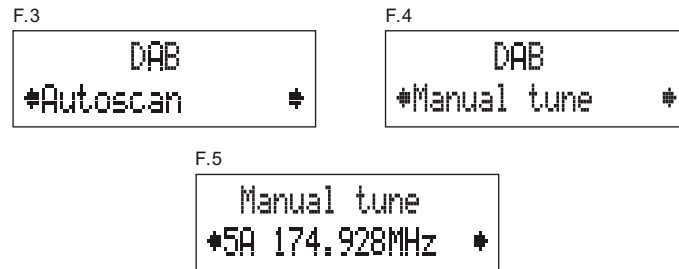 F.3
DAB
Autoscan
F.4
DAB
Manual tune
F.5
Manual tune
5A 174.928MHz